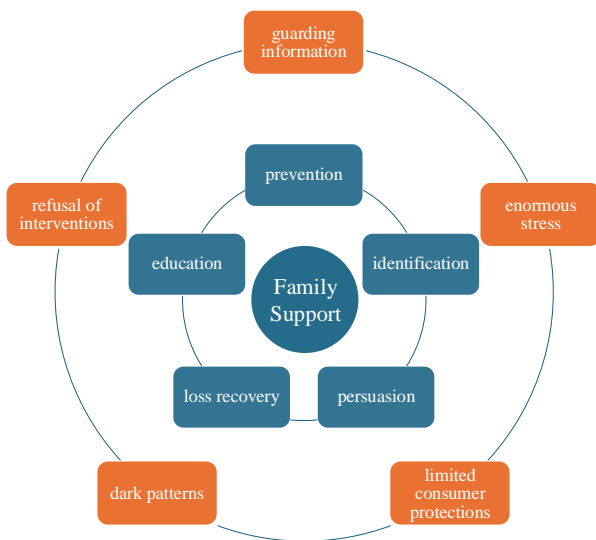 guarding
information
prevention
refusal of
interventions
enormous
stress
education
identification
Family
Support
loss recovery
persuasion
dark patterns
limited
consumer
protections